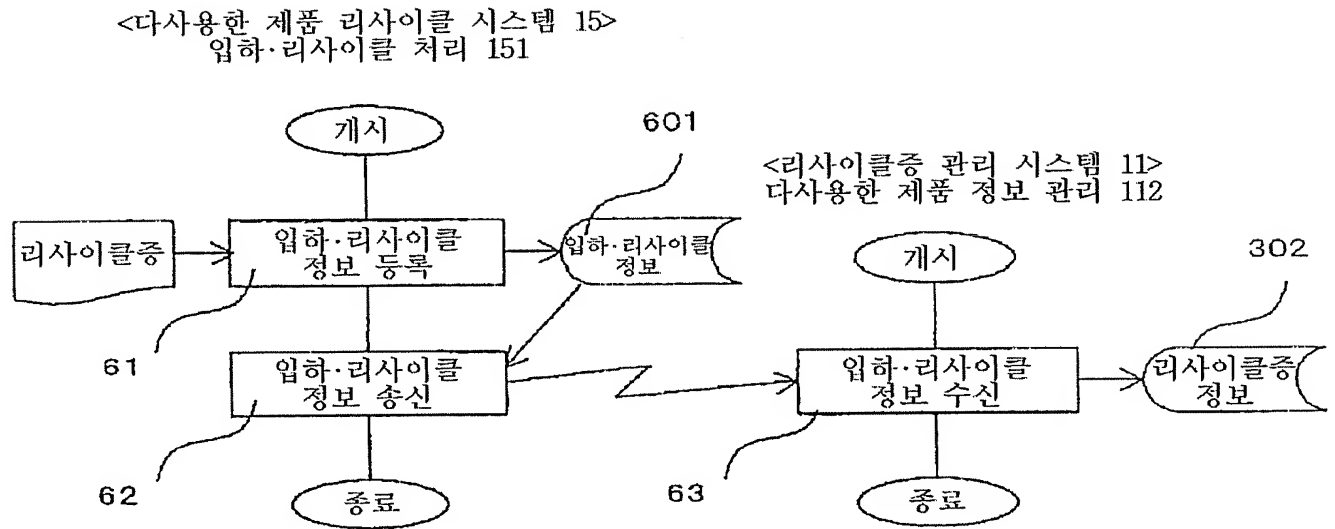 <다사용한 제품 리사이클 시스템 15>
입하·리사이클 처리 151
개시
601
<리사이클증 관리 시스템 11>
다사용한 제품 정보 관리 112
리사이클증
입하·리사이클
정보 등록
입하·리사이클
정보
개시
302
61
입하·리사이클
정보 송신
입하·리사이클
정보 수신
리사이클증
정보
62
종료
63
종료